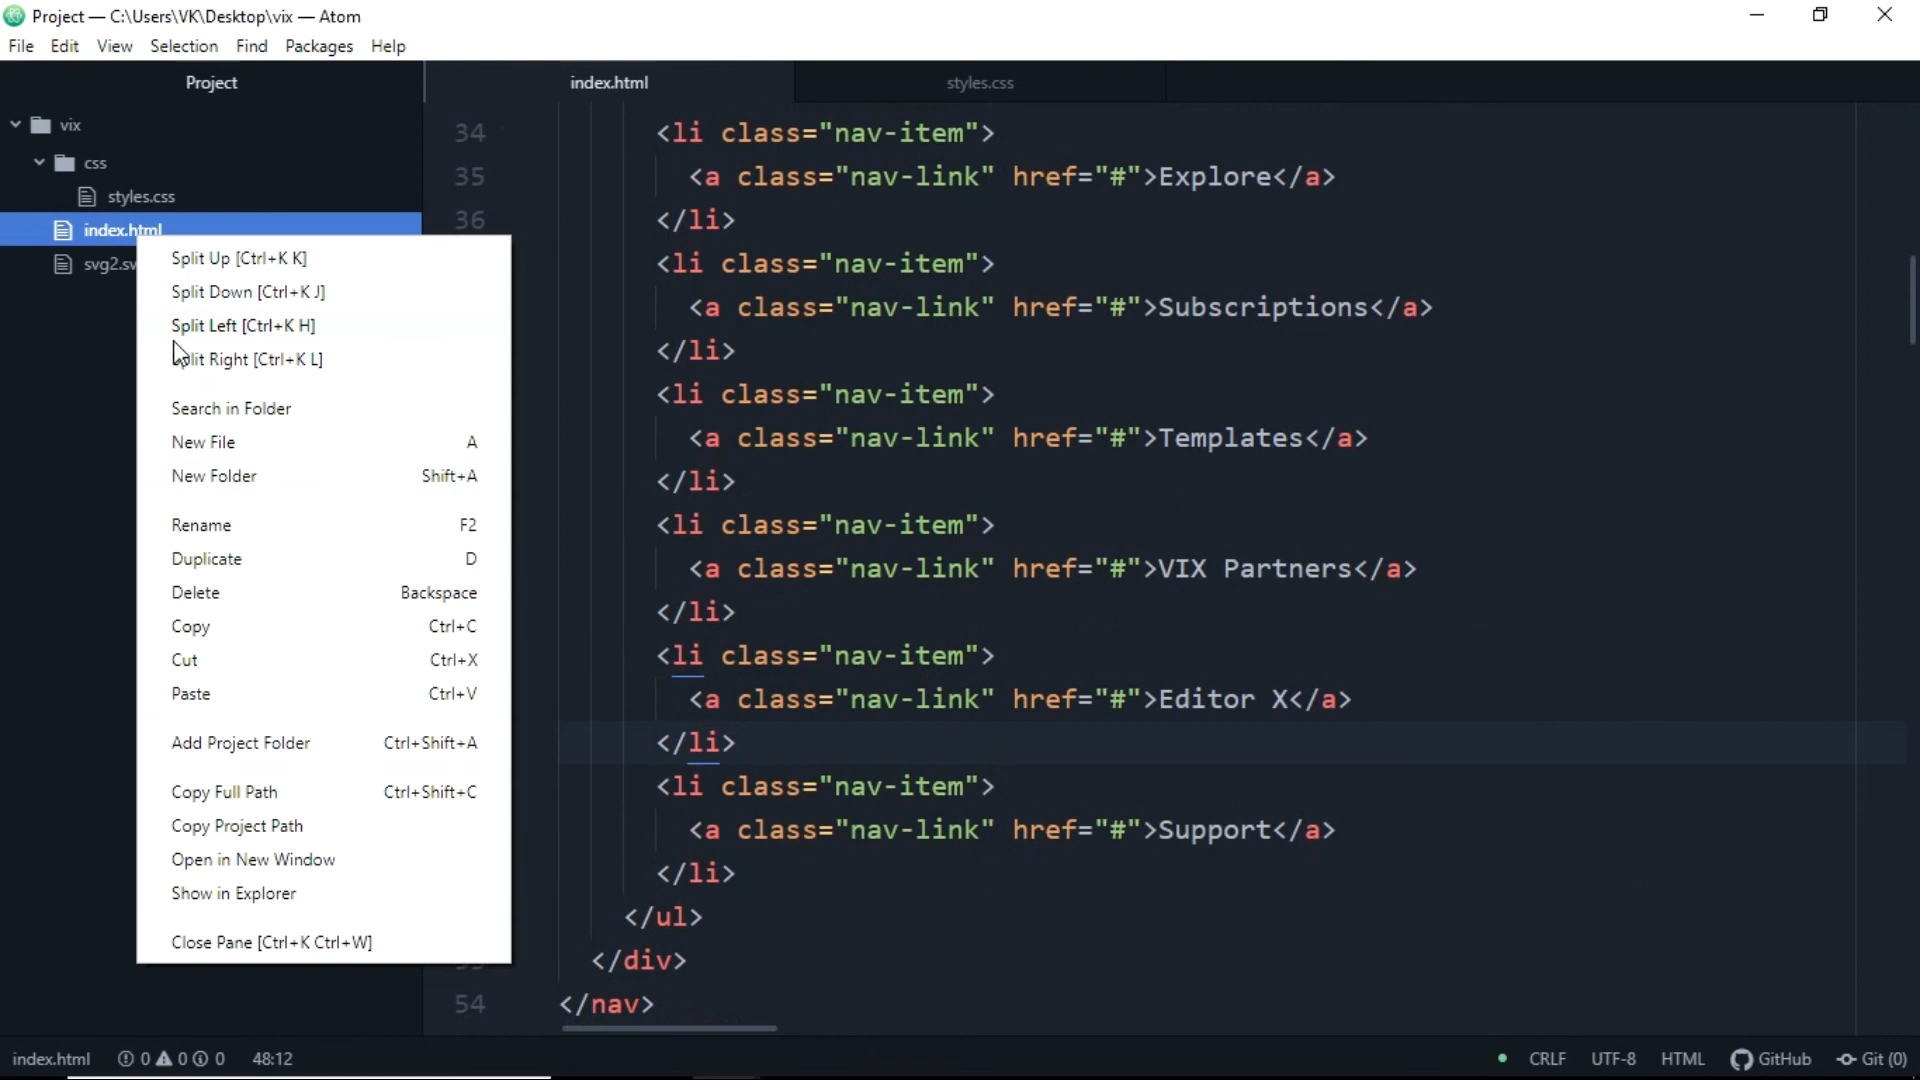 Project — C:\Users\VK\Desktop\vix — Atom
File Edit View Selection Find Packages Help
Project
index.html
styles.css
vix
css
styles.css
index.html
Split Up [Ctrl+K K]
Split Down [Ctrl+K J]
Split Left [Ctrl+K H]
Right [Ctrl+K L]
Search in Folder
New File A
New Folder Shift+A
Rename F2
Duplicate D
Delete Backspace
Copy Ctrl+C
Cut Ctrl+X
Paste Ctrl+V
Add Project Folder Ctrl+Shift+A
Copy Full Path Ctrl+Shift+C
Copy Project Path
Open in New Window
Show in Explorer
Close Pane [Ctrl+K Ctrl+W]
34 <li class="nav-item">
35 <a class="nav-link" href="#">Explore</a>
36 </li>
<li class="nav-item">
<a class="nav-link" href="#">Subscriptions</a>
</li>
<li class="nav-item">
<a class="nav-link" href="#">Templates</a>
</li>
<li class="nav-item">
<a class="nav-link" href="#">VIX Partners</a>
</li>
<li class="nav-item">
<a class="nav-link" href="#">Editor X</a>
</li>
<li class="nav-item">
<a class="nav-link" href="#">Support</a>
</li>
</ul>
</div>
54 </nav>
index.html 0 0 0 48:12 CRLF UTF-8 HTML GitHub Git (0)